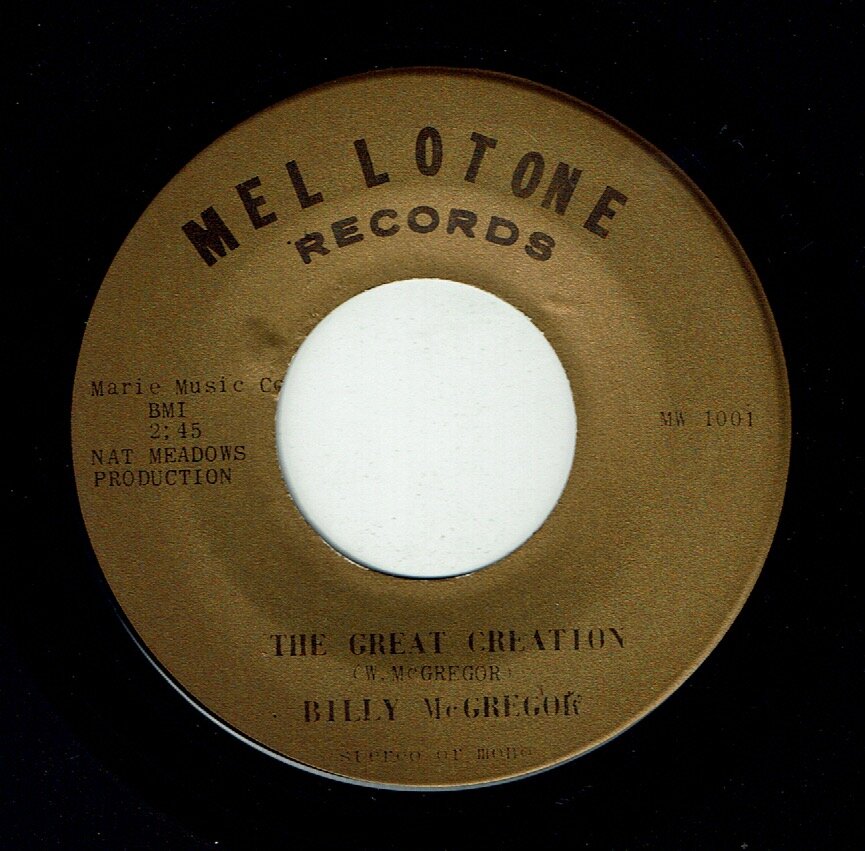 MELLOTONE
RECORDS
Marie Music
BMI
2:45
NAT MEADOWS
PRODUCTION
MW 1001
THE GREAT CREATION
(W. McGREGOR)
BILLY McGREGOR
stereo or mono